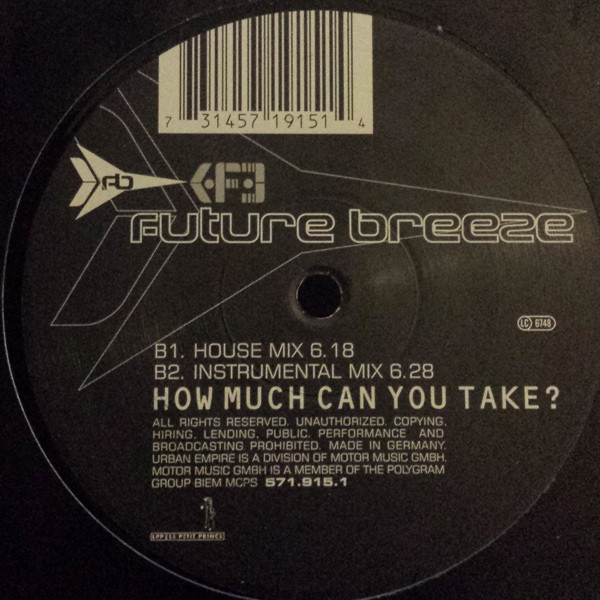 7 31457 19151 4
fb
future breeze
LC 6748
B1. HOUSE MIX 6.18
B2. INSTRUMENTAL MIX 6.28
HOW MUCH CAN YOU TAKE?
ALL RIGHTS RESERVED. UNAUTHORIZED. COPYING.
HIRING. LENDING. PUBLIC. PERFORMANCE AND
BROADCASTING PROHIBITED. MADE IN GERMANY.
URBAN EMPIRE IS A DIVISION OF MOTOR MUSIC GMBH.
MOTOR MUSIC GMBH IS A MEMBER OF THE POLYGRAM
GROUP BIEM MCPS 571.915.1
PETIT PRINCE